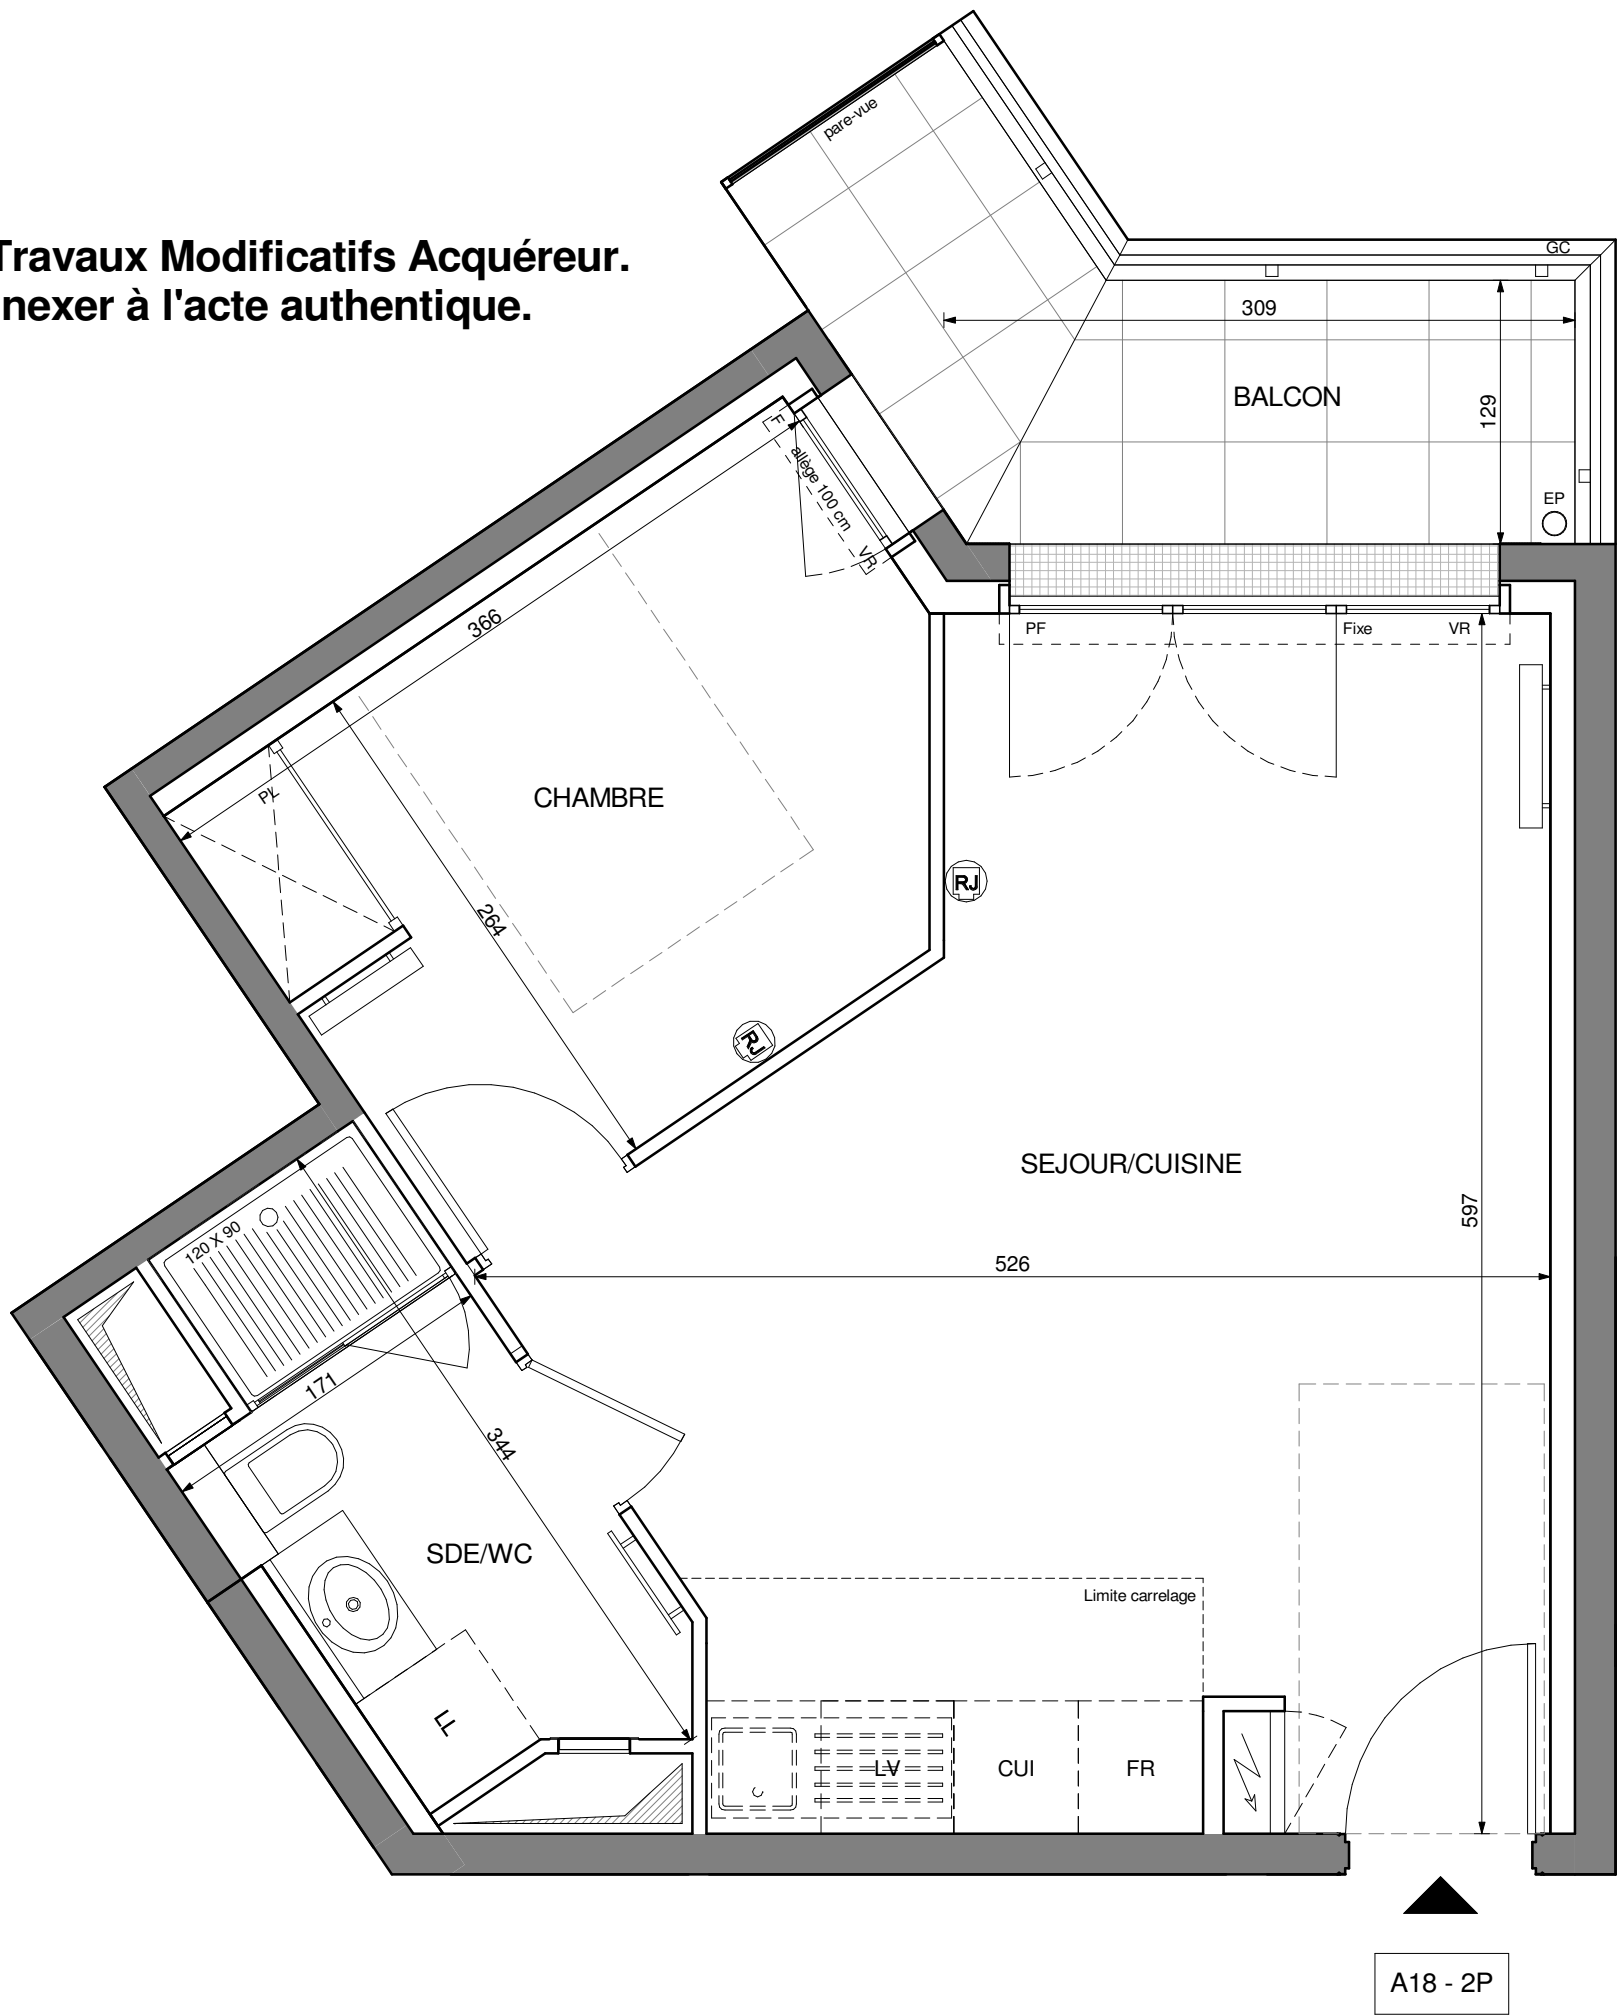 pare-vue
Travaux Modificatifs Acquéreur.
nexer à l'acte authentique.
GC
309
BALCON
129
EP
F
allège 100 cm
VR
PF
Fixe
VR
366
PL
CHAMBRE
264
RJ
RJ
SEJOUR/CUISINE
597
120 X 90
526
171
344
SDE/WC
Limite carrelage
LL
LV
CUI
FR
A18 - 2P